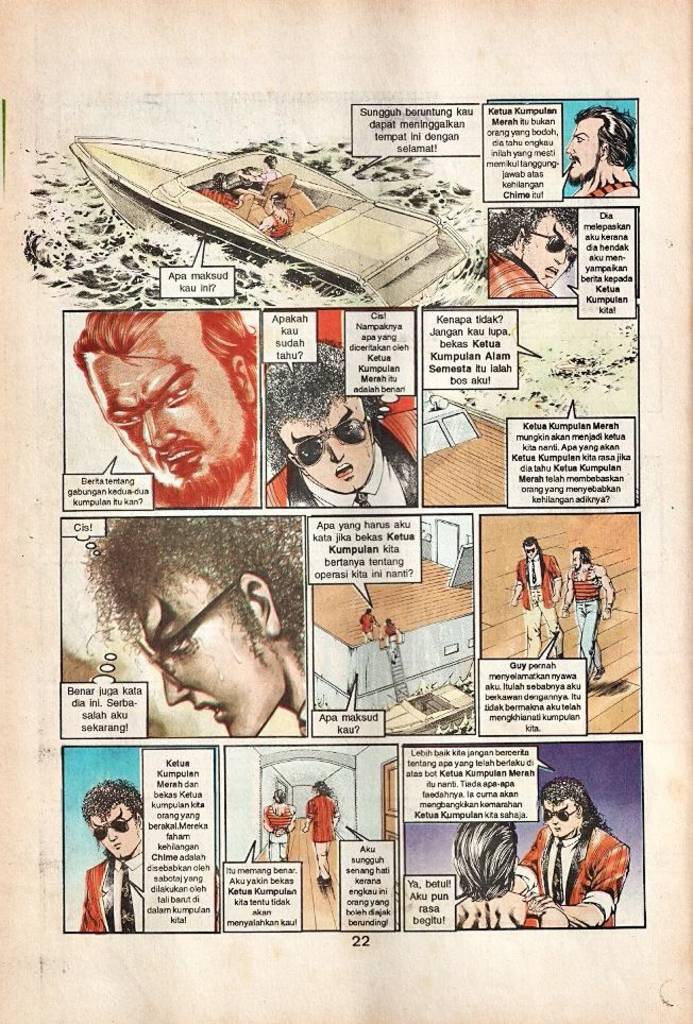 Sungguh beruntung kau
dapat meninggalkan
tempat ini dengan
selamat!
Ketua Kumpulan
Merah itu bukan
orang yang bodoh,
dia tahu engkau
inilah yang mesti
memikul tanggung-
jawab atas
kehilangan
Chime itu!
Apa maksud
kau ini?
Dia
melepaskan
aku kerana
dia hendak
aku men-
yampaikan
berita kepada
Ketua
Kumpulan
kita!
Berita tentang
gabungan kedua-dua
kumpulan itu kan?
Apakah
kau
sudah
tahu?
Cis!
Nampaknya
apa yang
diceritakan oleh
Ketua
Kumpulan
Merah itu
adalah benar!
Kenapa tidak?
Jangan kau lupa,
bekas Ketua
Kumpulan Alam
Semesta itu ialah
bos aku!
Ketua Kumpulan Merah
mungkin akan menjadi ketua
kita nanti. Apa yang akan
Ketua Kumpulan kita rasa jika
dia tahu Ketua Kumpulan
Merah telah membebaskan
orang yang menyebabkan
kehilangan adiknya?
Cis!
Benar juga kata
dia ini. Serba-
salah aku
sekarang!
Apa yang harus aku
kata jika bekas Ketua
Kumpulan kita
bertanya tentang
operasi kita ini nanti?
Apa maksud
kau?
Guy pernah
menyelamatkan nyawa
aku. Itulah sebabnya aku
berkawan dengannya. Itu
tidak bermakna aku telah
mengkhianati kumpulan
kita.
Ketua
Kumpulan
Merah dan
bekas Ketua
kumpulan kita
orang yang
berakal.Mereka
faham
kehilangan
Chime adalah
disebabkan oleh
sabotaj yang
dilakukan oleh
tali barut di
dalam kumpulan
kita!
Itu memang benar.
Aku yakin bekas
Ketua Kumpulan
kita tentu tidak
akan
menyalahkan kau!
Aku
sungguh
senang hati
kerana
engkau ini
orang yang
boleh diajak
berunding!
Lebih baik kita jangan bercerita
tentang apa yang telah berlaku di
atas bot Ketua Kumpulan Merah
itu nanti. Tiada apa-apa
faedahnya. Ia cuma akan
membangkitkan kemarahan
Ketua Kumpulan kita sahaja.
Ya, betul!
Aku pun
rasa
begitu!
22